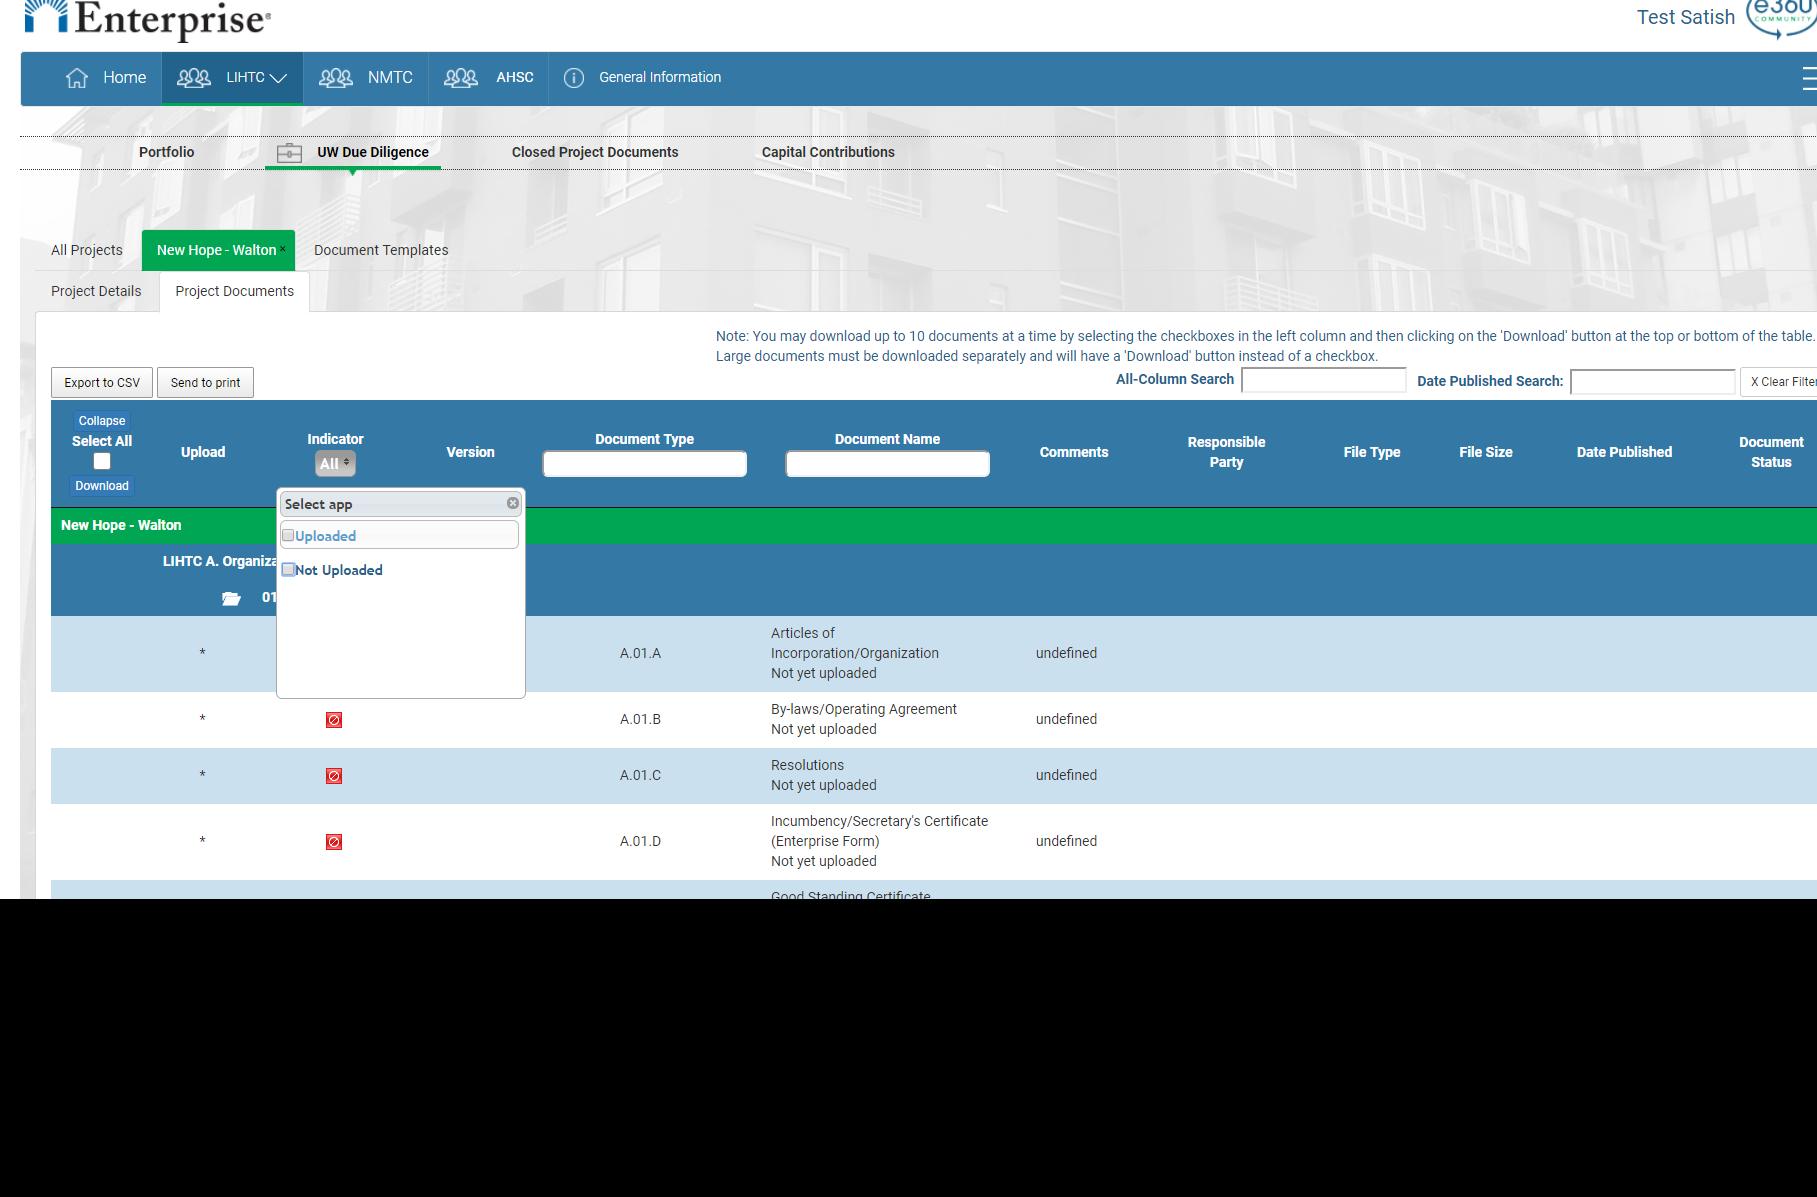 Enterprise
Test Satish
e360
COMMUNITY
Home
LIHTC
NMTC
AHSC
General Information
Portfolio
UW Due Diligence
Closed Project Documents
Capital Contributions
All Projects
New Hope - Walton ×
Document Templates
Project Details
Project Documents
Note: You may download up to 10 documents at a time by selecting the checkboxes in the left column and then clicking on the 'Download' button at the top or bottom of the table.
Large documents must be downloaded separately and will have a 'Download' button instead of a checkbox.
Export to CSV
Send to print
All-Column Search
Date Published Search:
X Clear Filter
Collapse
Select All
Download
Upload
Indicator
All
Version
Document Type
Document Name
Comments
Responsible
Party
File Type
File Size
Date Published
Document
Status
Select app
Uploaded
Not Uploaded
New Hope - Walton
LIHTC A. Organiza
01
*
A.01.A
Articles of
Incorporation/Organization
Not yet uploaded
undefined
*
A.01.B
By-laws/Operating Agreement
Not yet uploaded
undefined
*
A.01.C
Resolutions
Not yet uploaded
undefined
*
A.01.D
Incumbency/Secretary's Certificate
(Enterprise Form)
Not yet uploaded
undefined
Good Standing Certificate